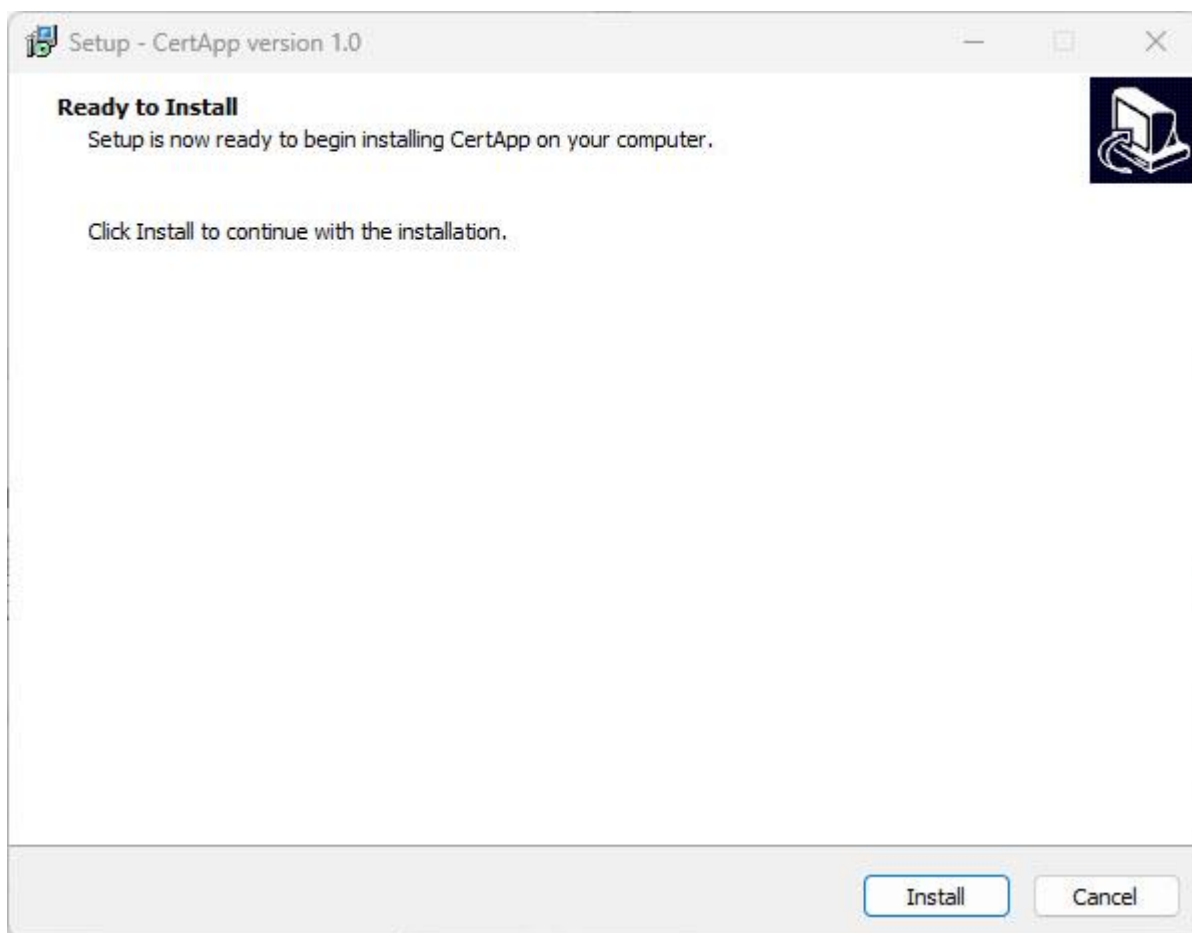 Setup - CertApp version 1.0
Ready to Install
Setup is now ready to begin installing CertApp on your computer.
Click Install to continue with the installation.
Install
Cancel